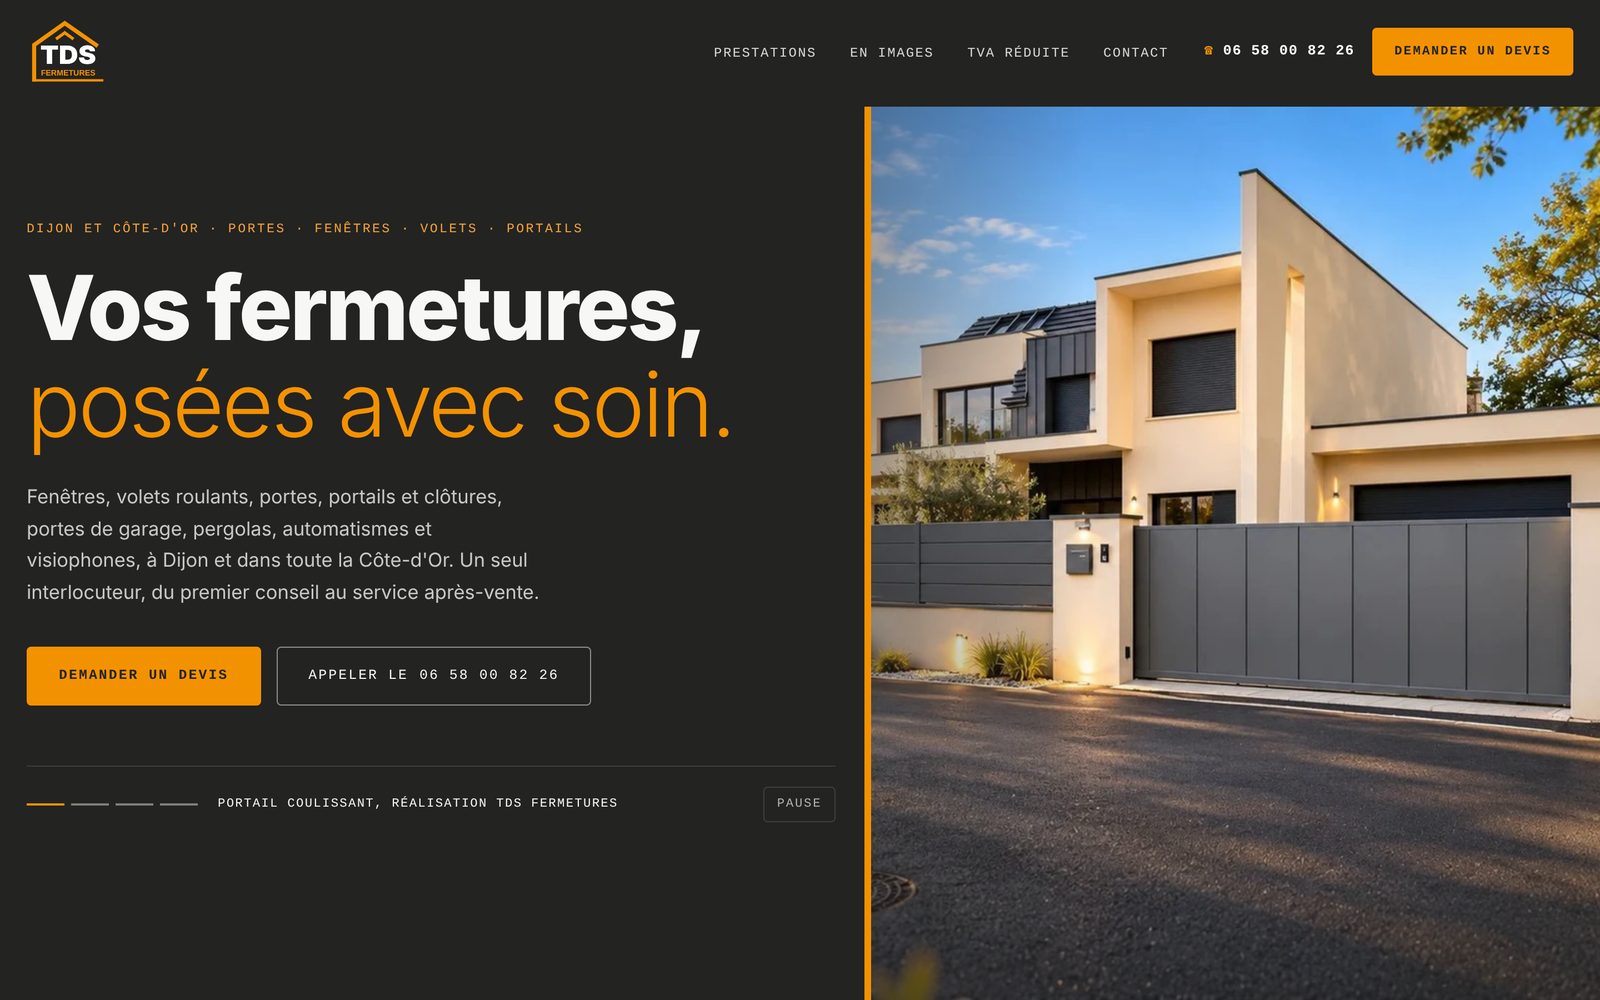 TDS
FERMETURES
PRESTATIONS
EN IMAGES
TVA RÉDUITE
CONTACT
☎ 06 58 00 82 26
DEMANDER UN DEVIS
DIJON ET CÔTE-D'OR · PORTES · FENÊTRES · VOLETS · PORTAILS
Vos fermetures,
posées avec soin.
Fenêtres, volets roulants, portes, portails et clôtures,
portes de garage, pergolas, automatismes et
visiophones, à Dijon et dans toute la Côte-d'Or. Un seul
interlocuteur, du premier conseil au service après-vente.
DEMANDER UN DEVIS
APPELER LE 06 58 00 82 26
PORTAIL COULISSANT, RÉALISATION TDS FERMETURES
PAUSE